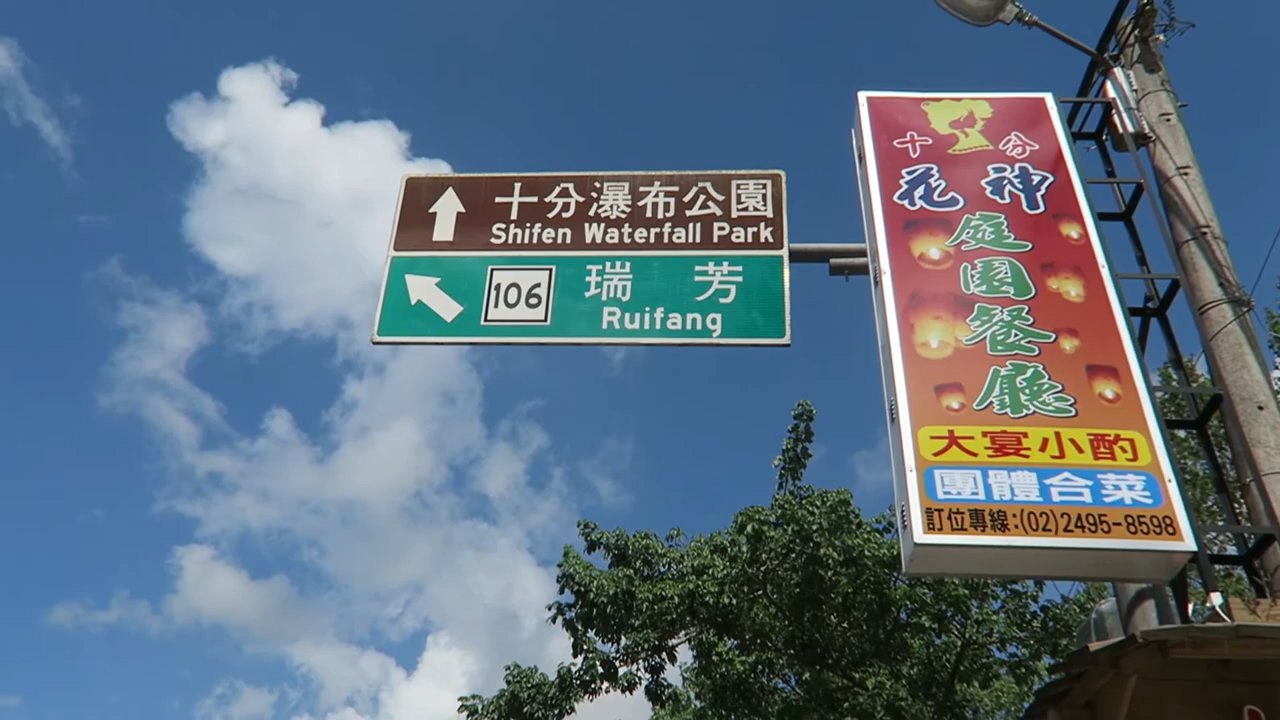 十分瀑布公園
Shifen Waterfall Park
106 瑞芳
Ruifang
十分
花神
庭園餐廳
大宴小酌
團體合菜
訂位專線:(02)2495-8598